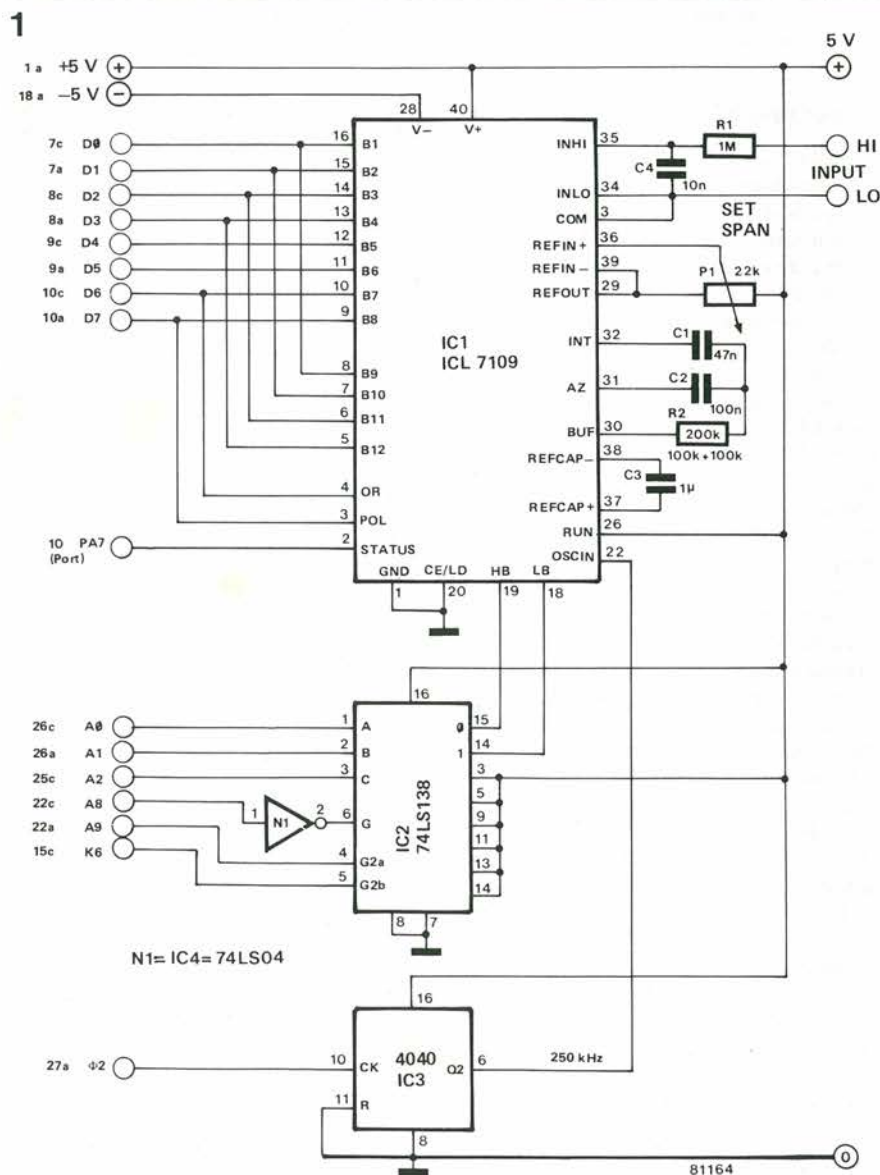 1
1 a +5 V +
18 a −5 V −
5 V
+
28 40
V− V+
7c D0 16 B1
7a D1 15 B2
8c D2 14 B3
8a D3 13 B4
9c D4 12 B5
9a D5 11 B6
10c D6 10 B7
10a D7 9 B8
8 B9
7 B10
6 B11
5 B12
4 OR
3 POL
10 PA7 2 STATUS
(Port)
IC1
ICL 7109
INHI 35 R1 1M HI
C4 10n
INPUT
INLO 34 LO
COM 3
SET
SPAN
REFIN+ 36
REFIN− 39
REFOUT 29 P1 22k
INT 32 C1 47n
AZ 31 C2 100n
BUF 30 R2 200k
100k+100k
REFCAP− 38
C3 1µ
REFCAP+ 37
RUN 26
OSCIN 22
GND CE/LD HB LB
1 20 19 18
16
26c A0 1 A 0 15
26a A1 2 B 1 14
25c A2 3 C 3
22c A8 1 N1 2 6 G 5
22a A9 4 G2a 9
15c K6 5 G2b 11
13
14
IC2
74LS138
8 7
N1= IC4= 74LS04
16
27a Φ2 10 CK 4040 Q2 6 250 kHz
IC3
11 R
8
81164
0